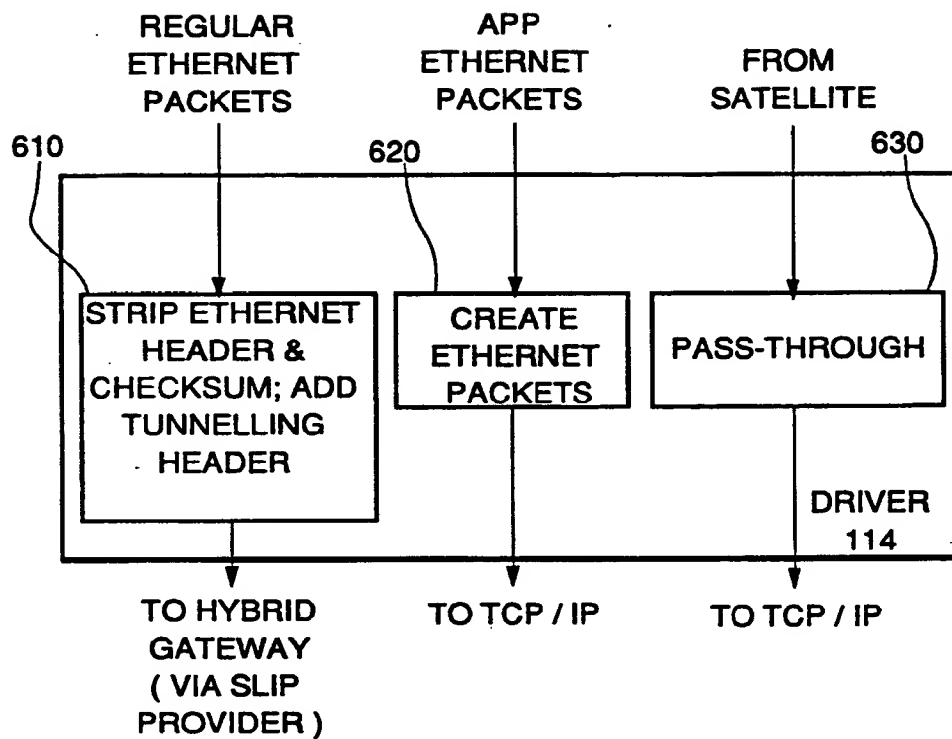 REGULAR
ETHERNET
PACKETS
APP
ETHERNET
PACKETS
FROM
SATELLITE
610
620
630
STRIP ETHERNET
HEADER &
CHECKSUM; ADD
TUNNELLING
HEADER
CREATE
ETHERNET
PACKETS
PASS-THROUGH
DRIVER
114
TO HYBRID
GATEWAY
( VIA SLIP
PROVIDER )
TO TCP / IP
TO TCP / IP